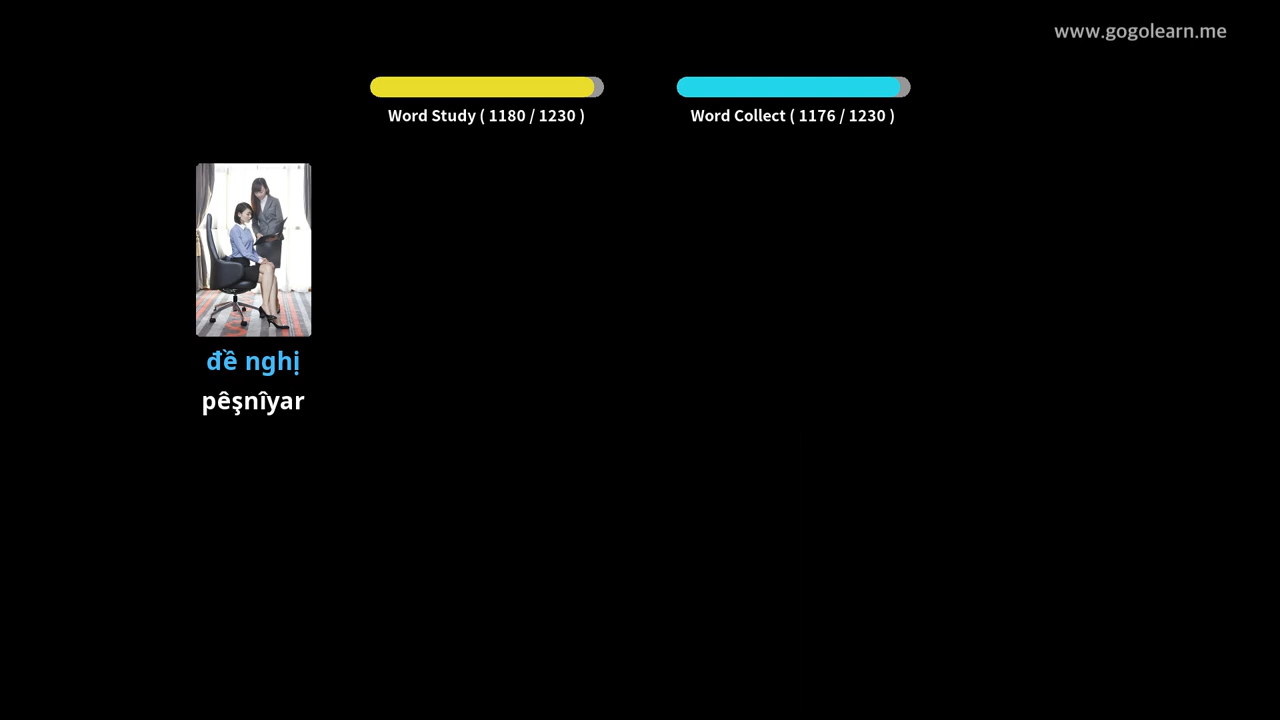 www.gogolearn.me
Word Study ( 1180 / 1230 )
Word Collect ( 1176 / 1230 )
đề nghị
pêşnîyar